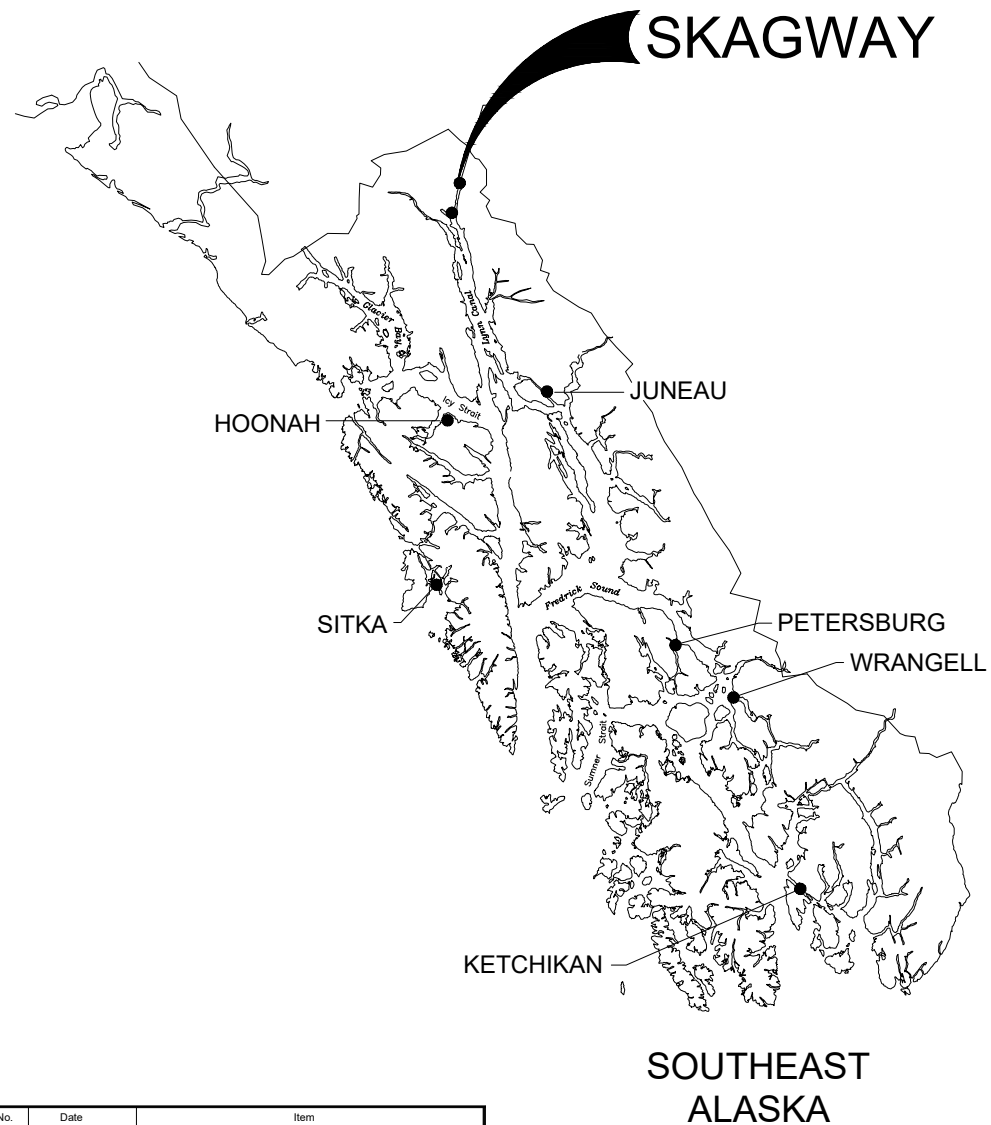 SKAGWAY
Glacier
Bay
Lynn Canal
JUNEAU
Icy Strait
HOONAH
Fredrick Sound
SITKA
PETERSBURG
WRANGELL
Sumner Strait
KETCHIKAN
SOUTHEAST
ALASKA
No. Date Item